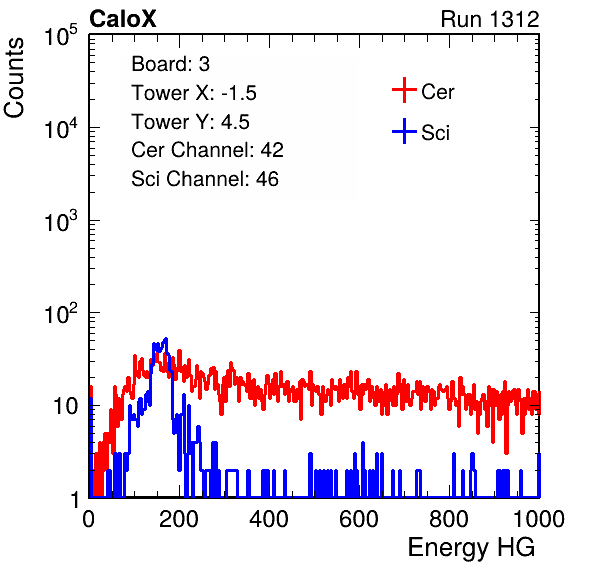 CaloX Run 1312
Counts
Board: 3
Tower X: -1.5
Tower Y: 4.5
Cer Channel: 42
Sci Channel: 46
Cer
Sci
10^5
10^4
10^3
10^2
10
1
0 200 400 600 800 1000
Energy HG